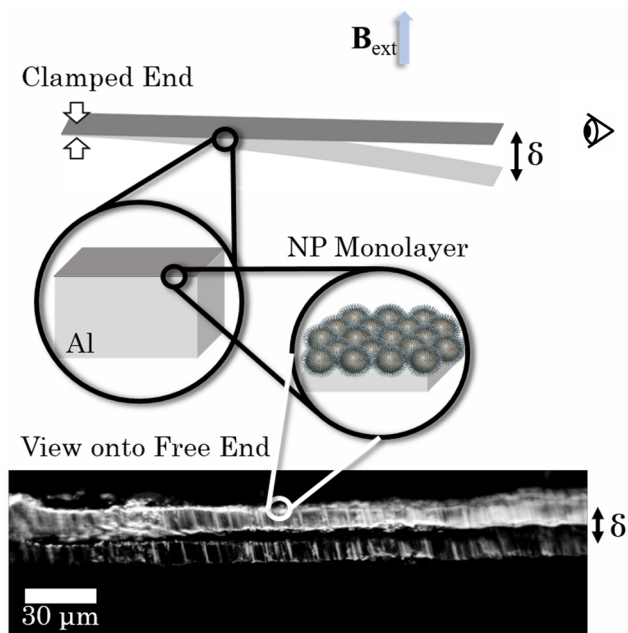 B_ext
Clamped End
δ
NP Monolayer
Al
View onto Free End
δ
30 µm